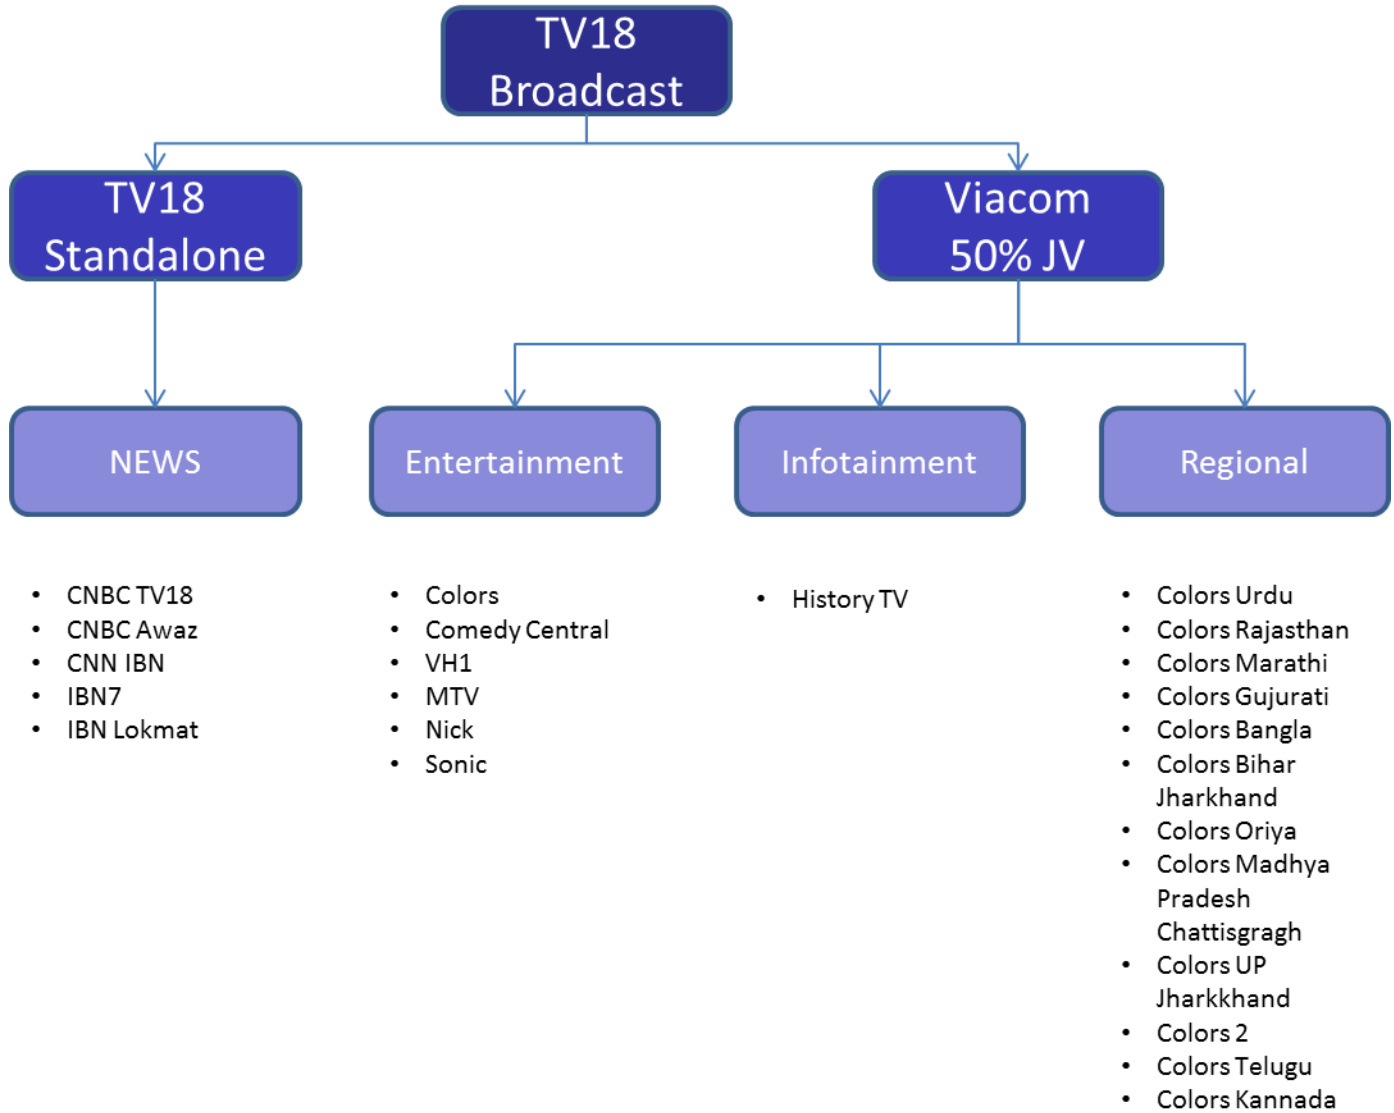 TV18
Broadcast
TV18
Standalone
Viacom
50% JV
NEWS
Entertainment
Infotainment
Regional
• CNBC TV18
• CNBC Awaz
• CNN IBN
• IBN7
• IBN Lokmat
• Colors
• Comedy Central
• VH1
• MTV
• Nick
• Sonic
• History TV
• Colors Urdu
• Colors Rajasthan
• Colors Marathi
• Colors Gujurati
• Colors Bangla
• Colors Bihar
Jharkhand
• Colors Oriya
• Colors Madhya
Pradesh
Chattisgragh
• Colors UP
Jharkkhand
• Colors 2
• Colors Telugu
• Colors Kannada